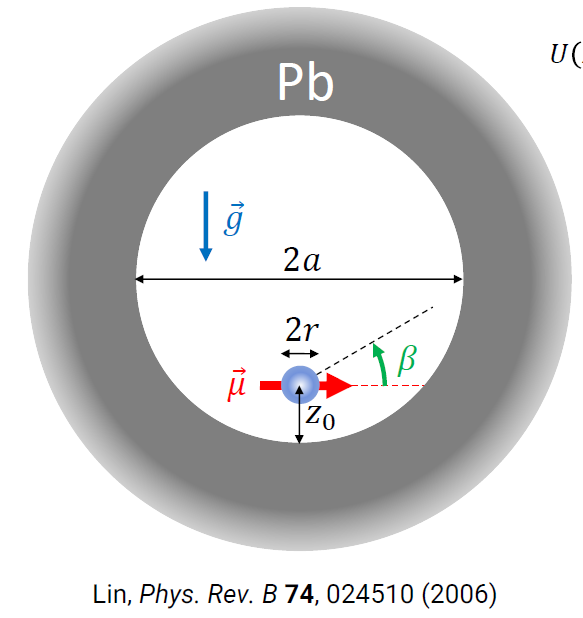 U(
Pb
g⃗
2a
2r
β
μ⃗
z₀
Lin, Phys. Rev. B 74, 024510 (2006)